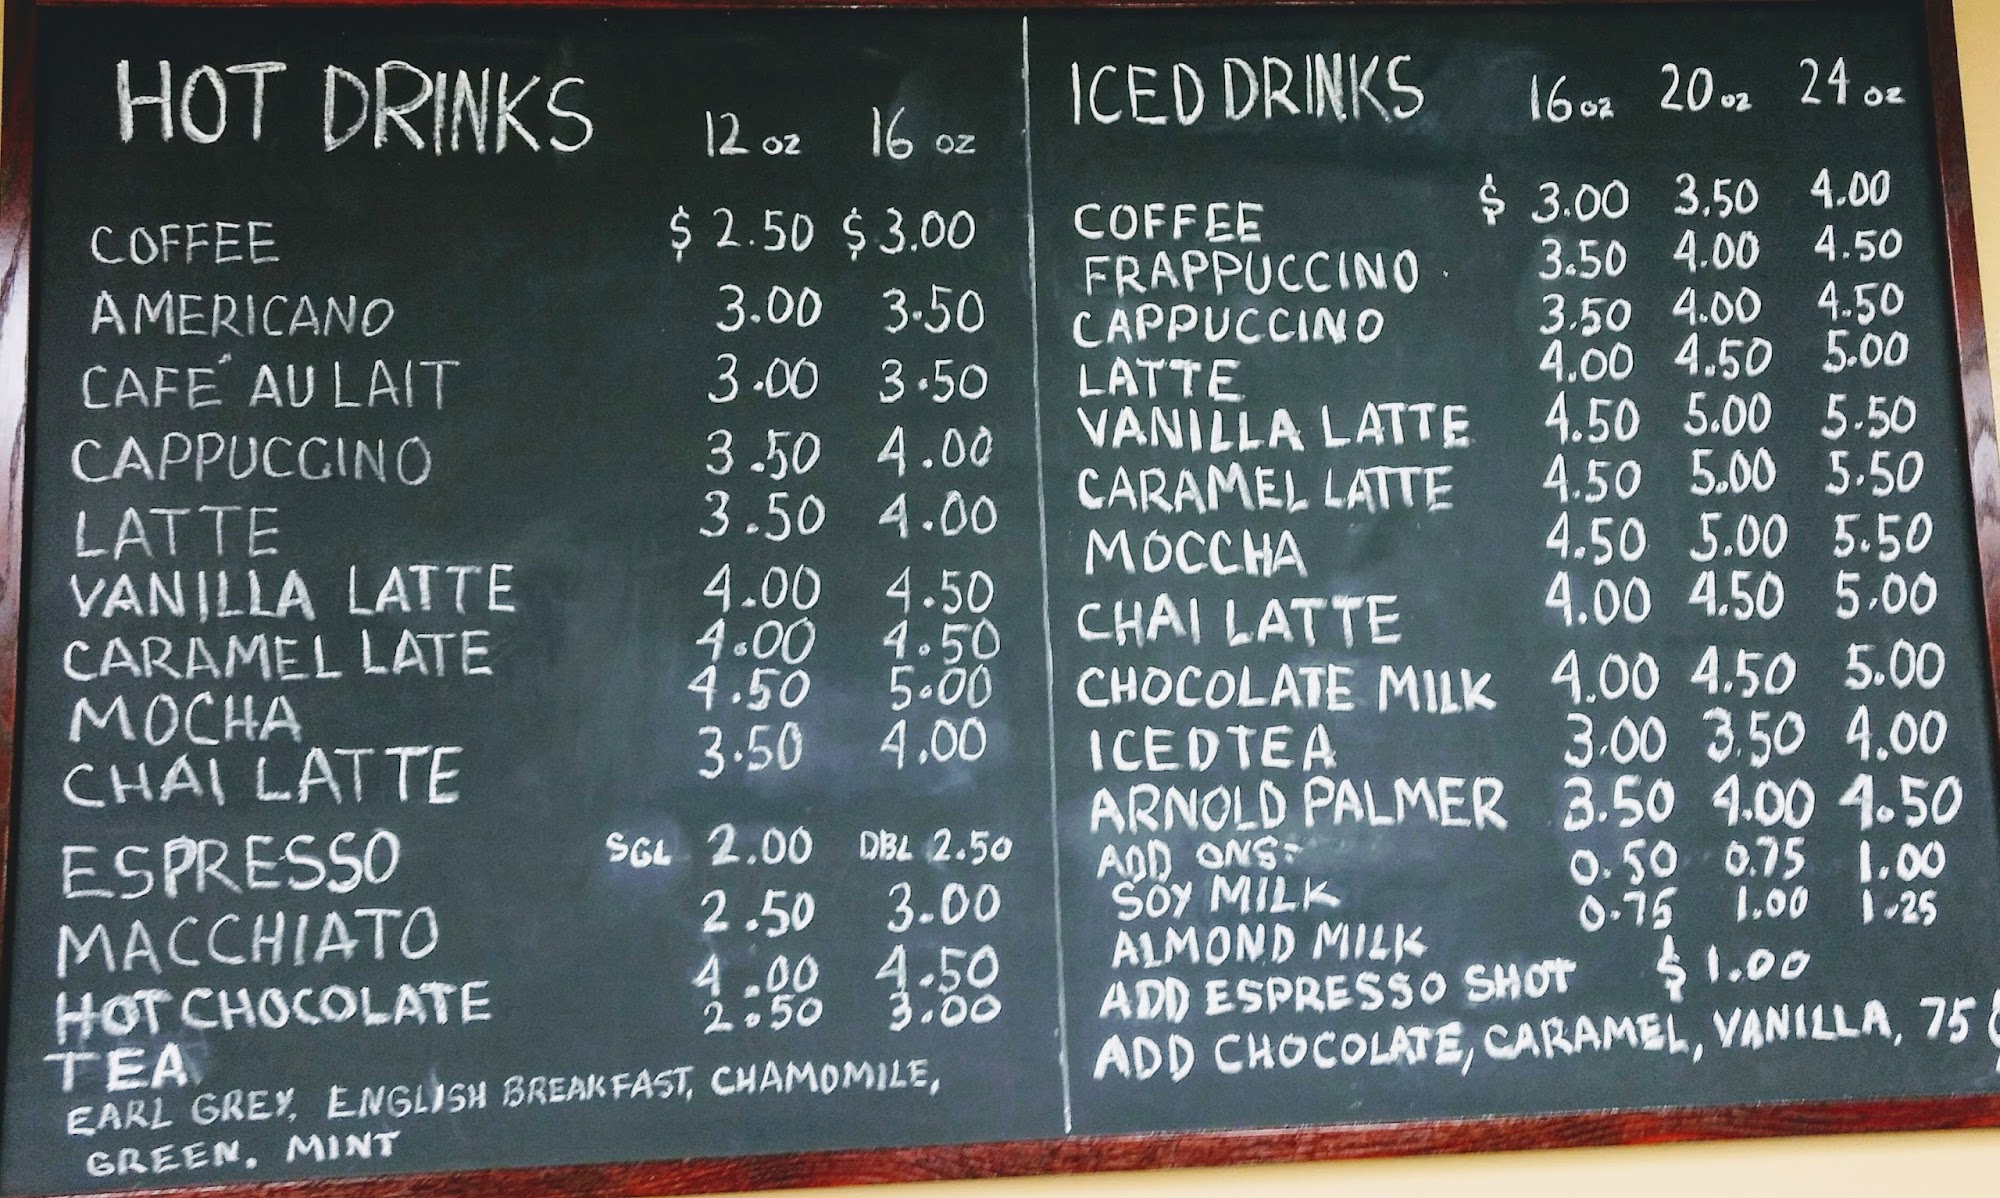 HOT DRINKS 12 oz 16 oz
COFFEE $2.50 $3.00
AMERICANO 3.00 3.50
CAFÉ AU LAIT 3.00 3.50
CAPPUCCINO 3.50 4.00
LATTE 3.50 4.00
VANILLA LATTE 4.00 4.50
CARAMEL LATE 4.00 4.50
MOCHA 4.50 5.00
CHAI LATTE 3.50 4.00
ESPRESSO SGL 2.00 DBL 2.50
MACCHIATO 2.50 3.00
HOT CHOCOLATE 4.00 4.50
TEA 2.50 3.00
EARL GREY, ENGLISH BREAKFAST, CHAMOMILE,
GREEN. MINT
ICED DRINKS 16 oz 20 oz 24 oz
COFFEE $ 3.00 3.50 4.00
FRAPPUCCINO 3.50 4.00 4.50
CAPPUCCINO 3.50 4.00 4.50
LATTE 4.00 4.50 5.00
VANILLA LATTE 4.50 5.00 5.50
CARAMEL LATTE 4.50 5.00 5.50
MOCCHA 4.50 5.00 5.50
CHAI LATTE 4.00 4.50 5.00
CHOCOLATE MILK 4.00 4.50 5.00
ICED TEA 3.00 3.50 4.00
ARNOLD PALMER 3.50 4.00 4.50
ADD ONS:
SOY MILK 0.50 0.75 1.00
ALMOND MILK 0.75 1.00 1.25
ADD ESPRESSO SHOT $1.00
ADD CHOCOLATE, CARAMEL, VANILLA, 75¢